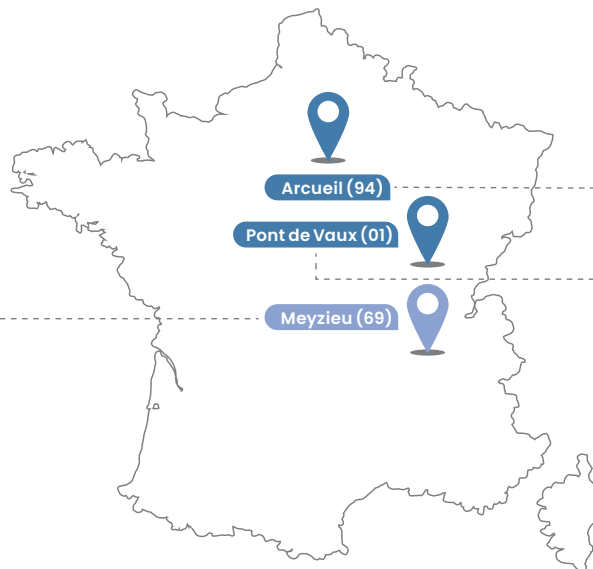 Arcueil (94)
Pont de Vaux (01)
Meyzieu (69)